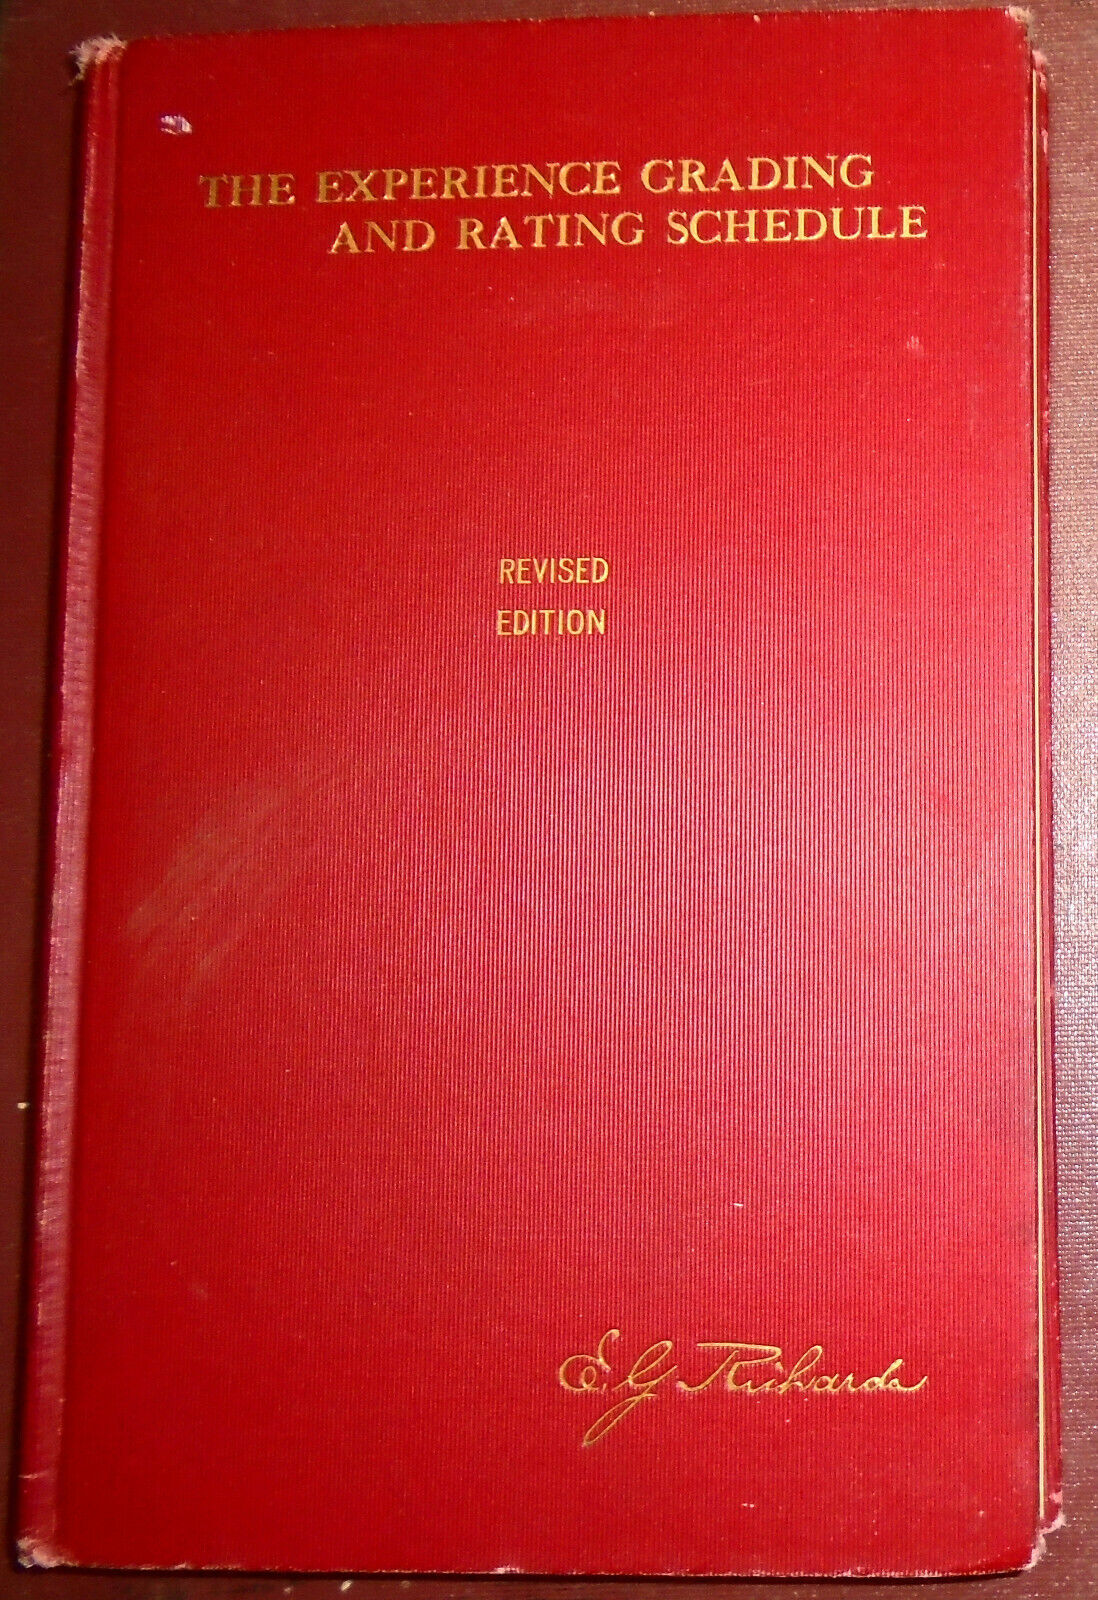 THE EXPERIENCE GRADING
AND RATING SCHEDULE
REVISED
EDITION
E. G. Richards